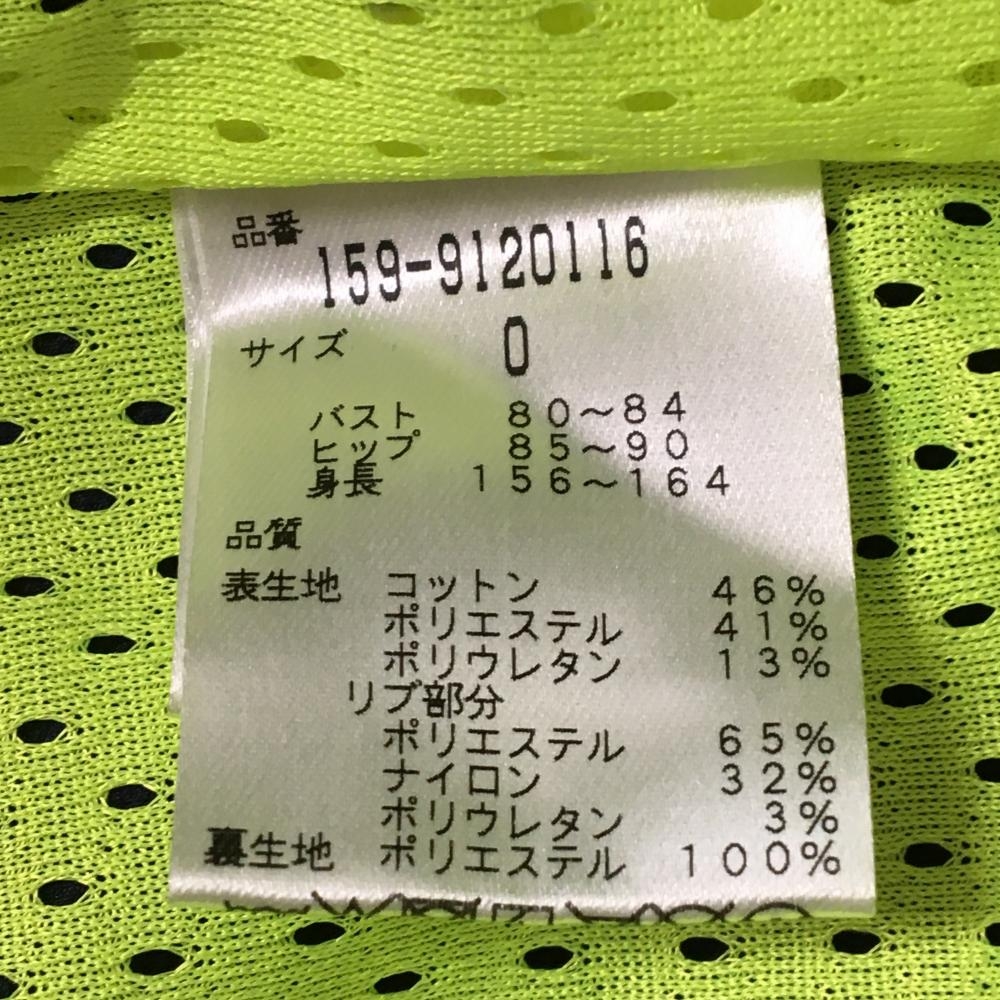 品番
159-9120116
サイズ 0
バスト 80～84
ヒップ 85～90
身長 156～164
品質
表生地 コットン 46%
ポリエステル 41%
ポリウレタン 13%
リブ部分
ポリエステル 65%
ナイロン 32%
ポリウレタン 3%
裏生地 ポリエステル 100%